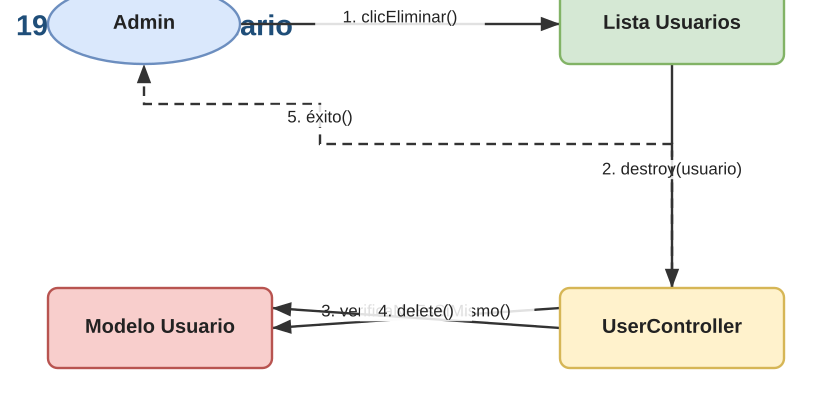 19
ario
Admin
1. clicEliminar()
Lista Usuarios
5. éxito()
2. destroy(usuario)
4. delete()
Modelo Usuario
UserController